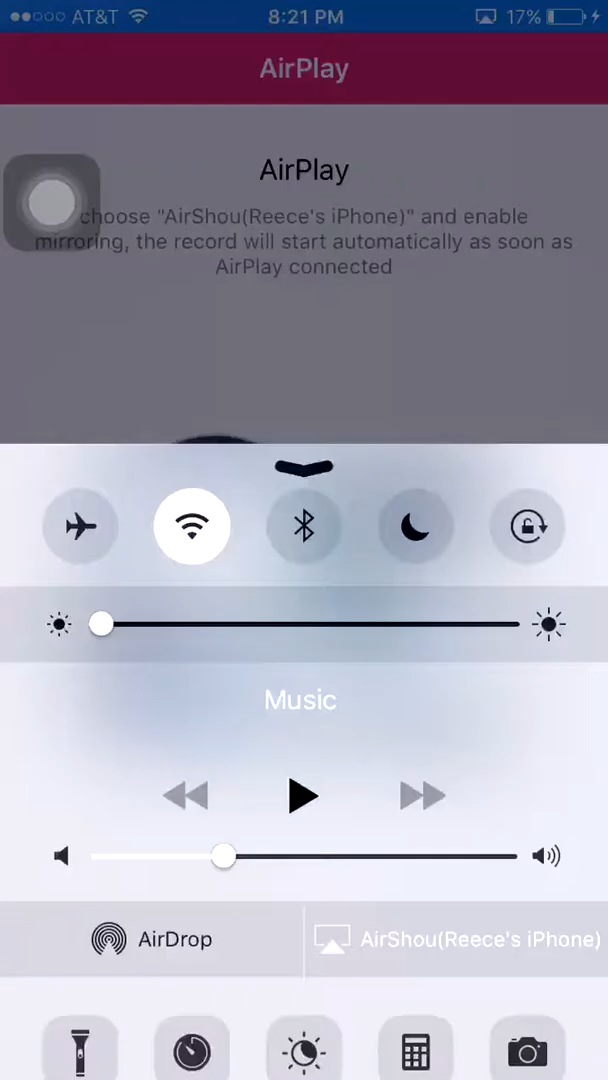 AT&T 8:21 PM 17%
AirPlay
AirPlay
choose "AirShou(Reece's iPhone)" and enable
mirroring, the record will start automatically as soon as
AirPlay connected
Music
AirDrop AirShou(Reece's iPhone)